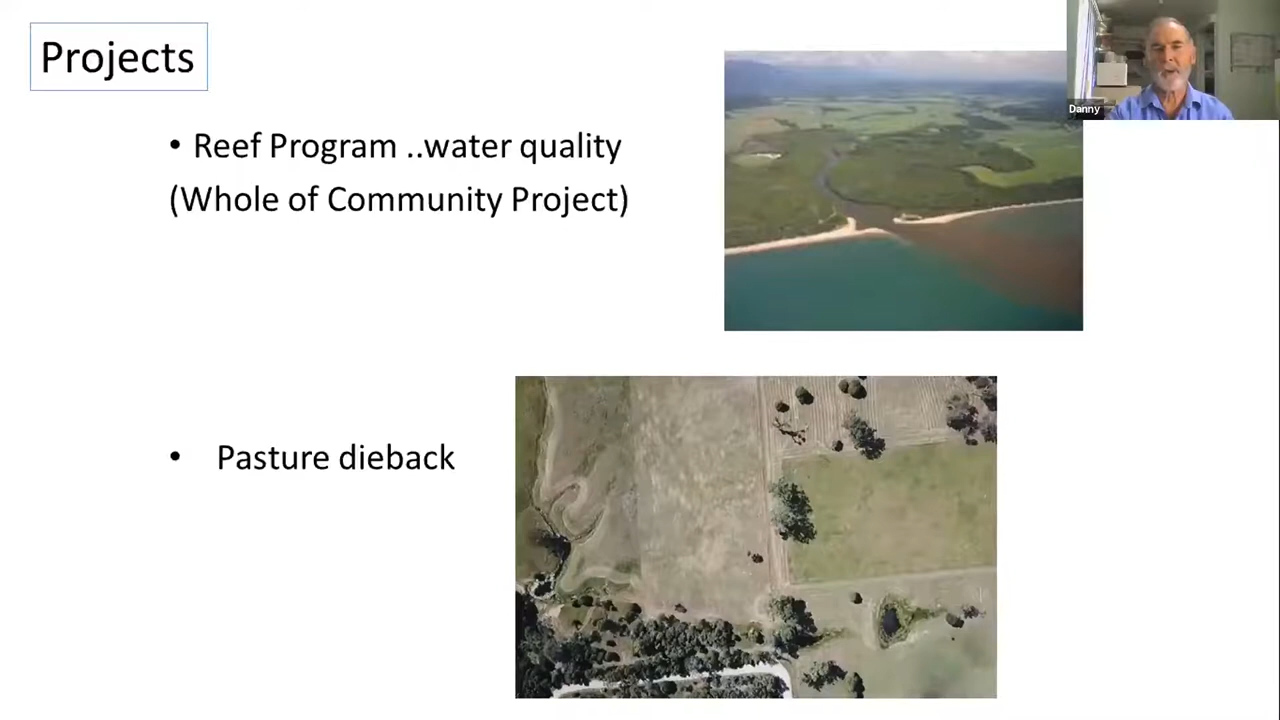 Projects
Danny
• Reef Program ..water quality
(Whole of Community Project)
• Pasture dieback